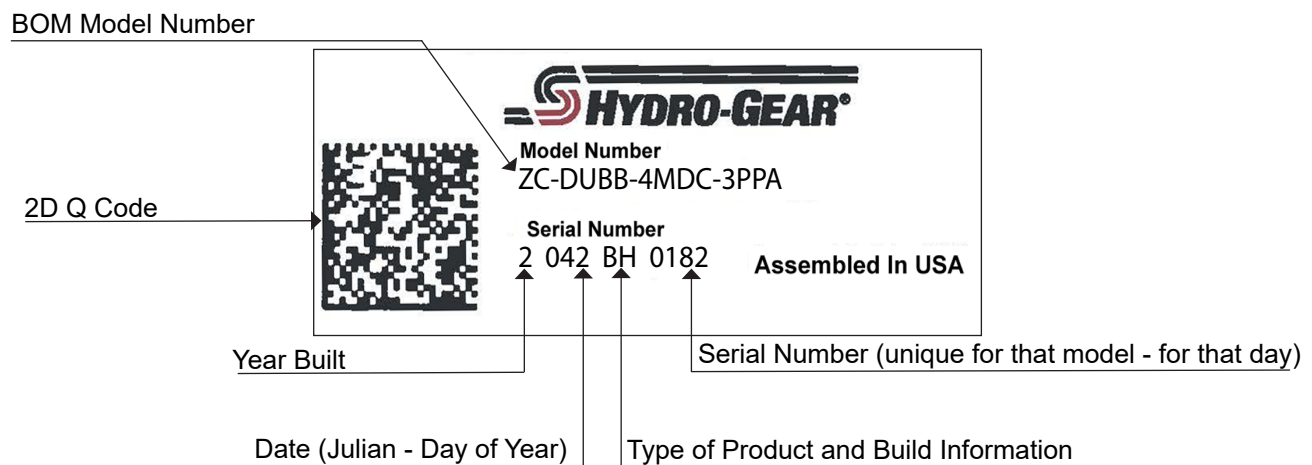 BOM Model Number
HYDRO-GEAR®
Model Number
ZC-DUBB-4MDC-3PPA
2D Q Code
Serial Number
2 042 BH 0182
Assembled In USA
Year Built
Serial Number (unique for that model - for that day)
Date (Julian - Day of Year)
Type of Product and Build Information